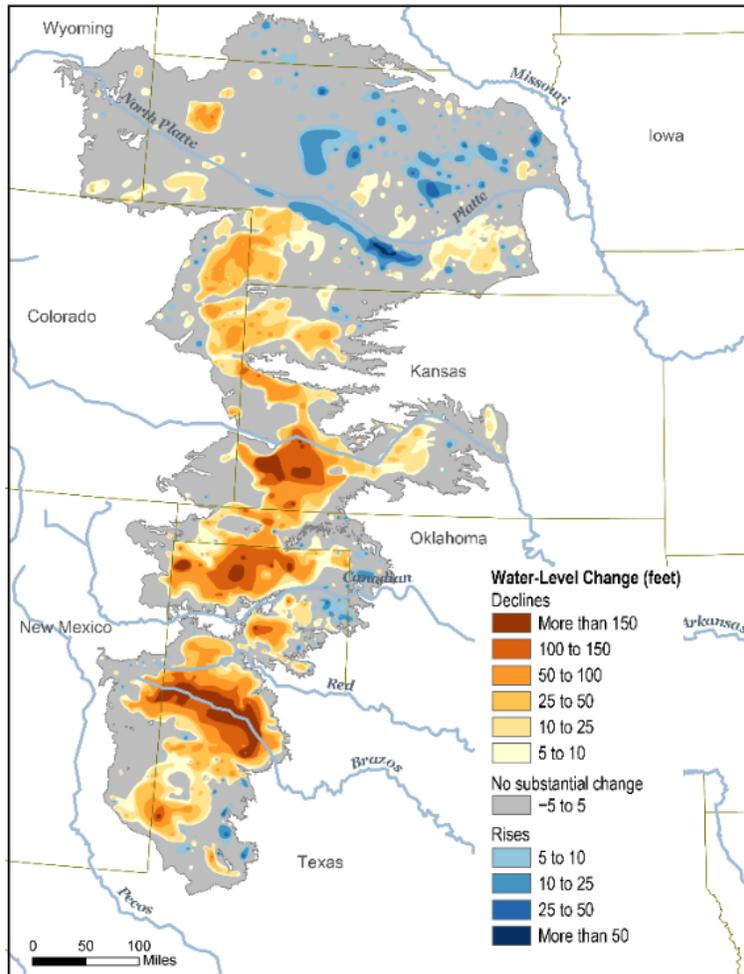 Wyoming
Missouri
North Platte
Iowa
Platte
Colorado
Kansas
Oklahoma
Canadian
New Mexico
Arkansas
Red
Brazos
Texas
Pecos
0 50 100
Miles
Water-Level Change (feet)
Declines
More than 150
100 to 150
50 to 100
25 to 50
10 to 25
5 to 10
No substantial change
−5 to 5
Rises
5 to 10
10 to 25
25 to 50
More than 50